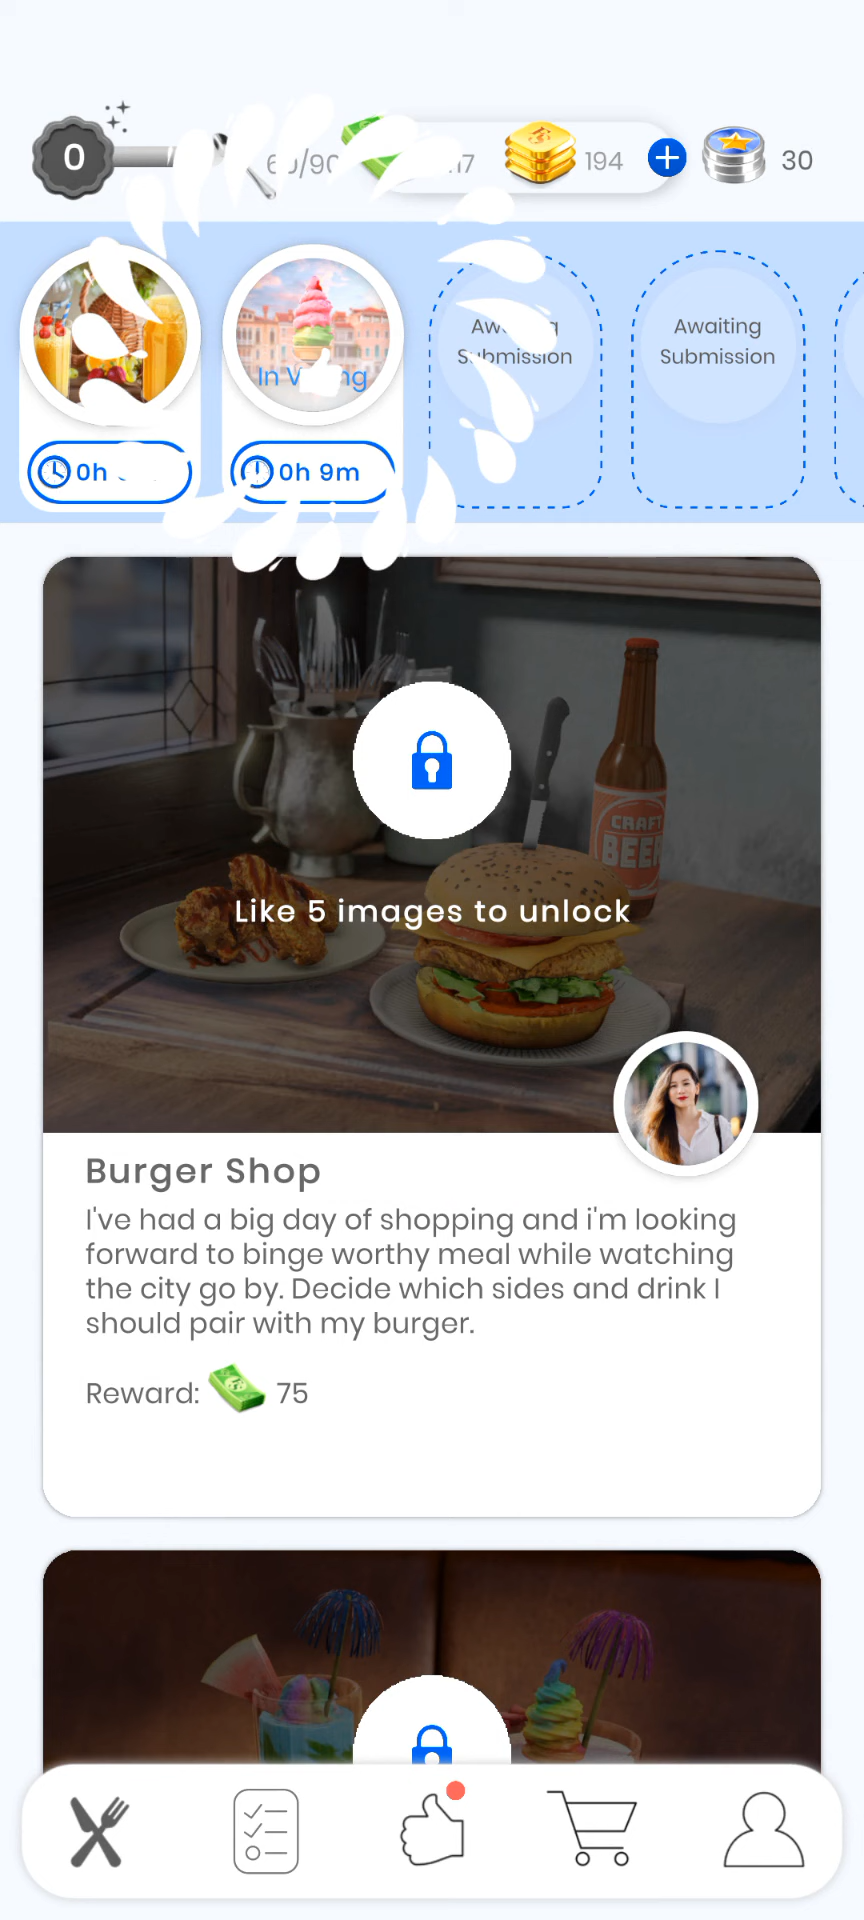 0
194
30
Awaiting
Submission
Submission
0h
0h 9m
CRAFT
BEER
Like 5 images to unlock
Burger Shop
I've had a big day of shopping and i'm looking
forward to binge worthy meal while watching
the city go by. Decide which sides and drink I
should pair with my burger.
Reward: 75